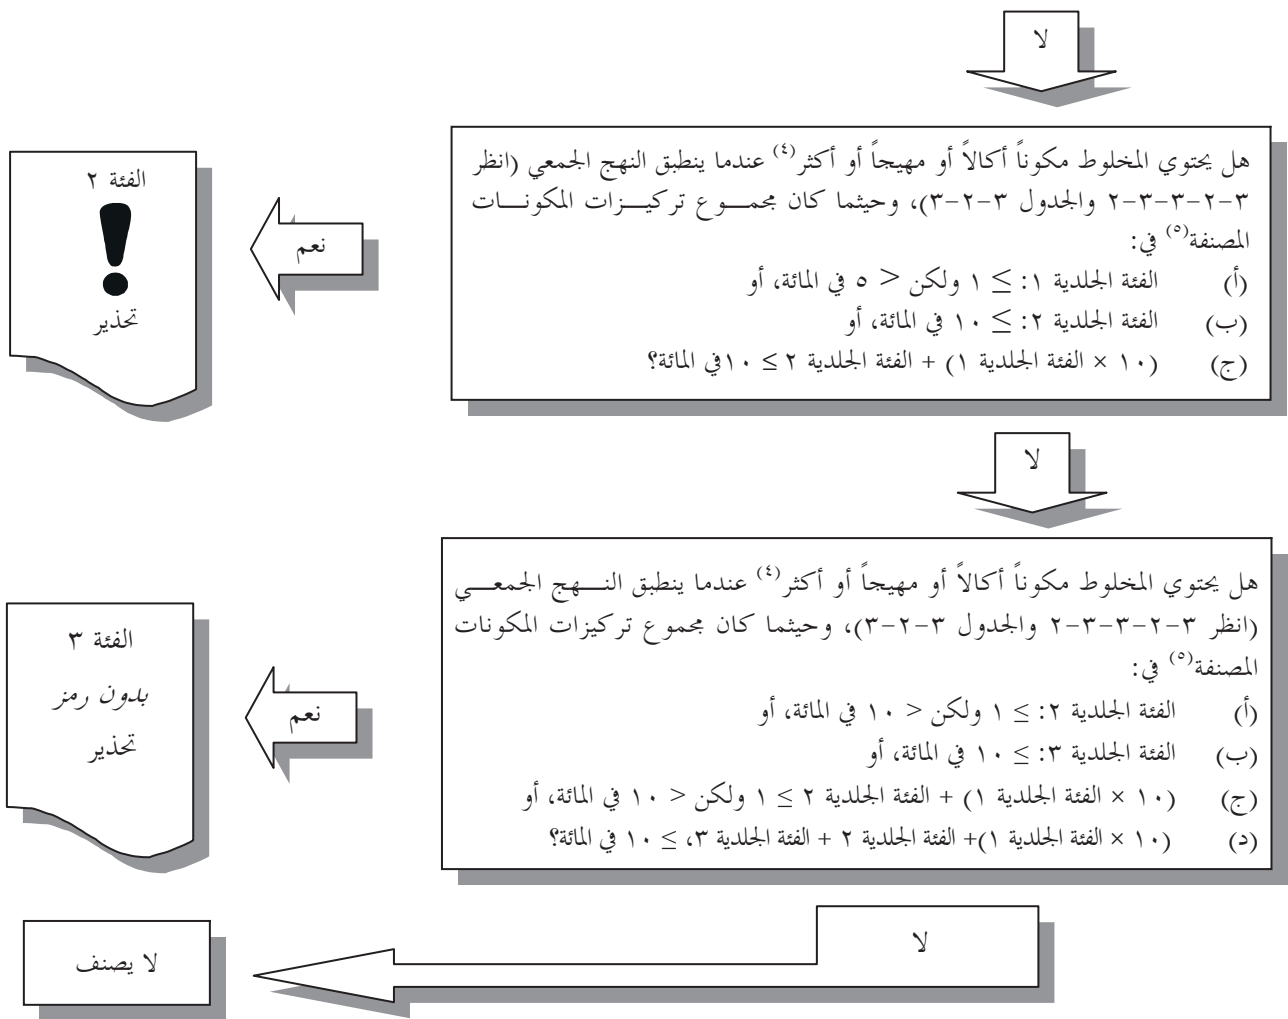 لا
هل يحتوي المخلوط مكوناً أكالاً أو مهيجاً أو أكثر(٤) عندما ينطبق النهج الجمعي (انظر
٣-٢-٣-٣-٢ والجدول ٣-٢-٣)، وحيثما كان مجمـــوع تركيـــزات المكونـــات
المصنفة(٥) في:
(أ) الفئة الجلدية ١: ≥ ١ ولكن < ٥ في المائة، أو
(ب) الفئة الجلدية ٢: ≥ ١٠ في المائة، أو
(ج) (١٠ × الفئة الجلدية ١) + الفئة الجلدية ٢ ≥ ١٠في المائة؟
نعم
الفئة ٢
!
تحذير
لا
هل يحتوي المخلوط مكوناً أكالاً أو مهيجاً أو أكثر(٤) عندما ينطبق النـــهج الجمعـــي
(انظر ٣-٢-٣-٣-٢ والجدول ٣-٢-٣)، وحيثما كان مجموع تركيزات المكونات
المصنفة(٥) في:
(أ) الفئة الجلدية ٢: ≥ ١ ولكن < ١٠ في المائة، أو
(ب) الفئة الجلدية ٣: ≥ ١٠ في المائة، أو
(ج) (١٠ × الفئة الجلدية ١) + الفئة الجلدية ٢ ≥ ١ ولكن < ١٠ في المائة، أو
(د) (١٠ × الفئة الجلدية ١)+ الفئة الجلدية ٢ + الفئة الجلدية ٣، ≥ ١٠ في المائة؟
نعم
الفئة ٣
بدون رمز
تحذير
لا
لا يصنف